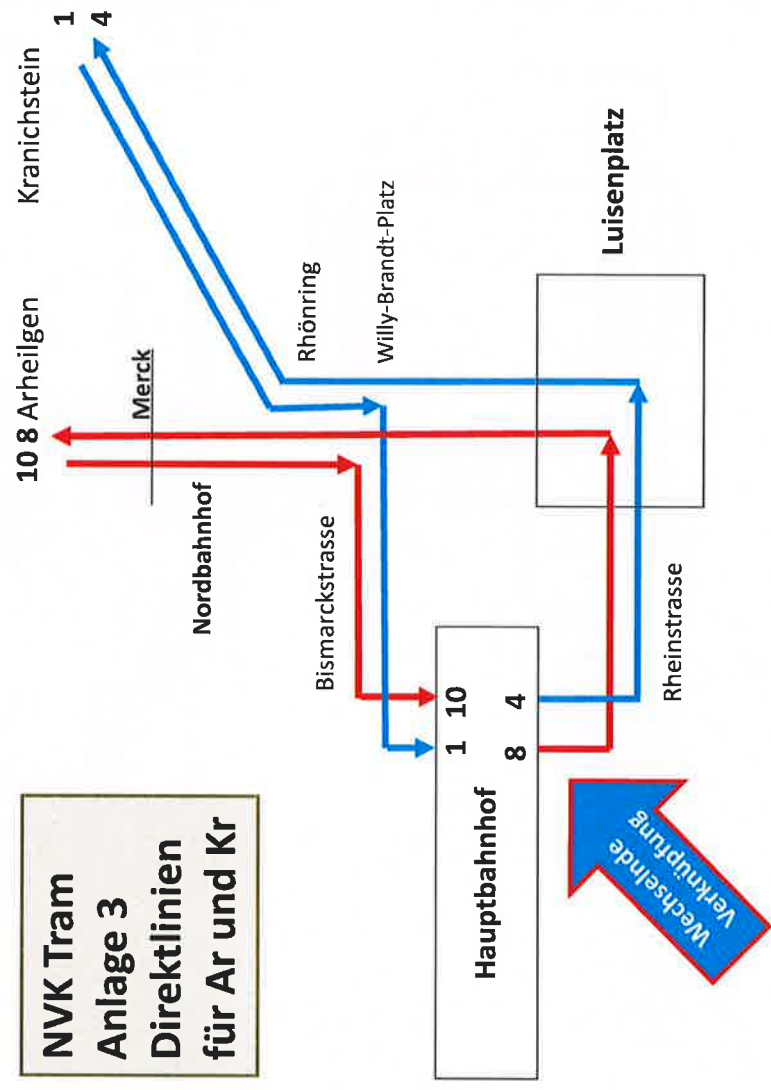 NVK Tram
Anlage 3
Direktlinien
für Ar und Kr
10 8 Arheilgen
Kranichstein
1
4
Merck
Nordbahnhof
Rhönring
Willy-Brandt-Platz
Bismarckstrasse
Luisenplatz
Hauptbahnhof
1 10
8 4
Rheinstrasse
Wechselnde
Verknüpfung